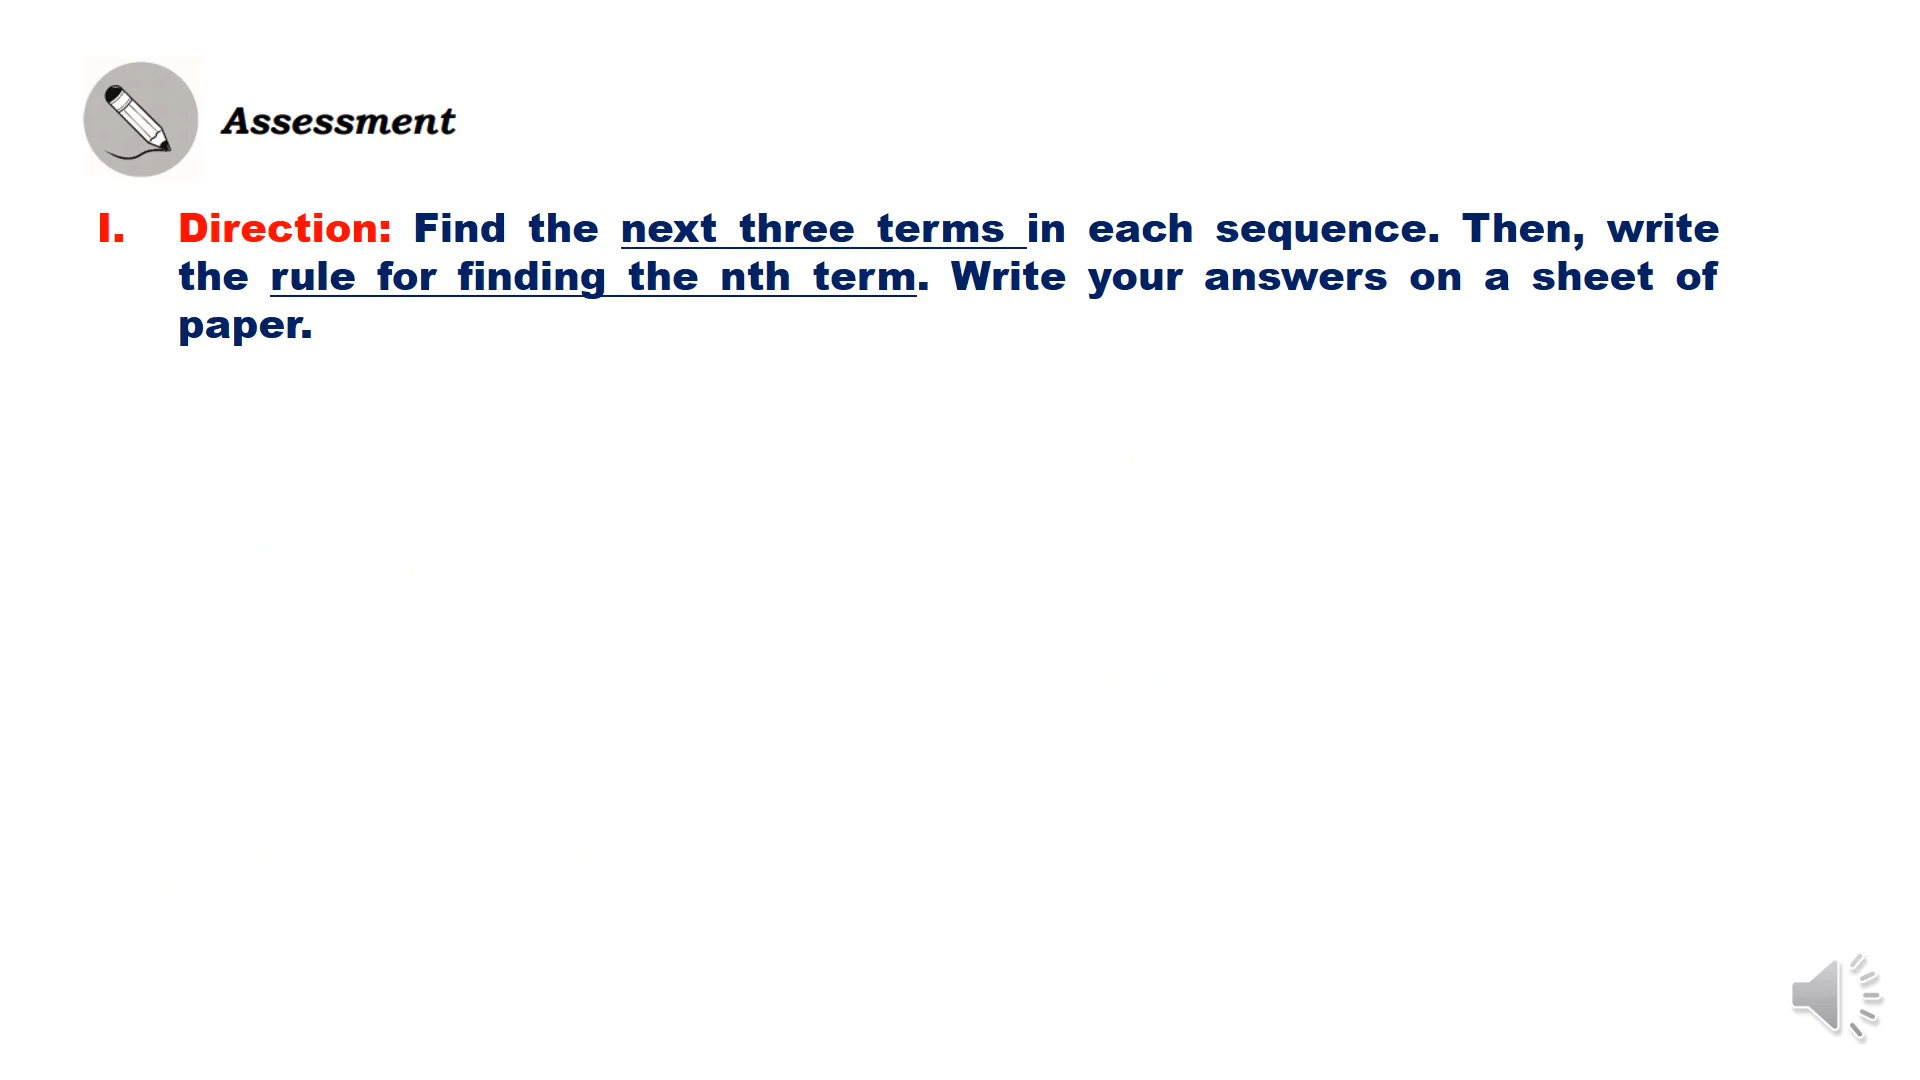 Assessment
I. Direction: Find the next three terms in each sequence. Then, write
the rule for finding the nth term. Write your answers on a sheet of
paper.